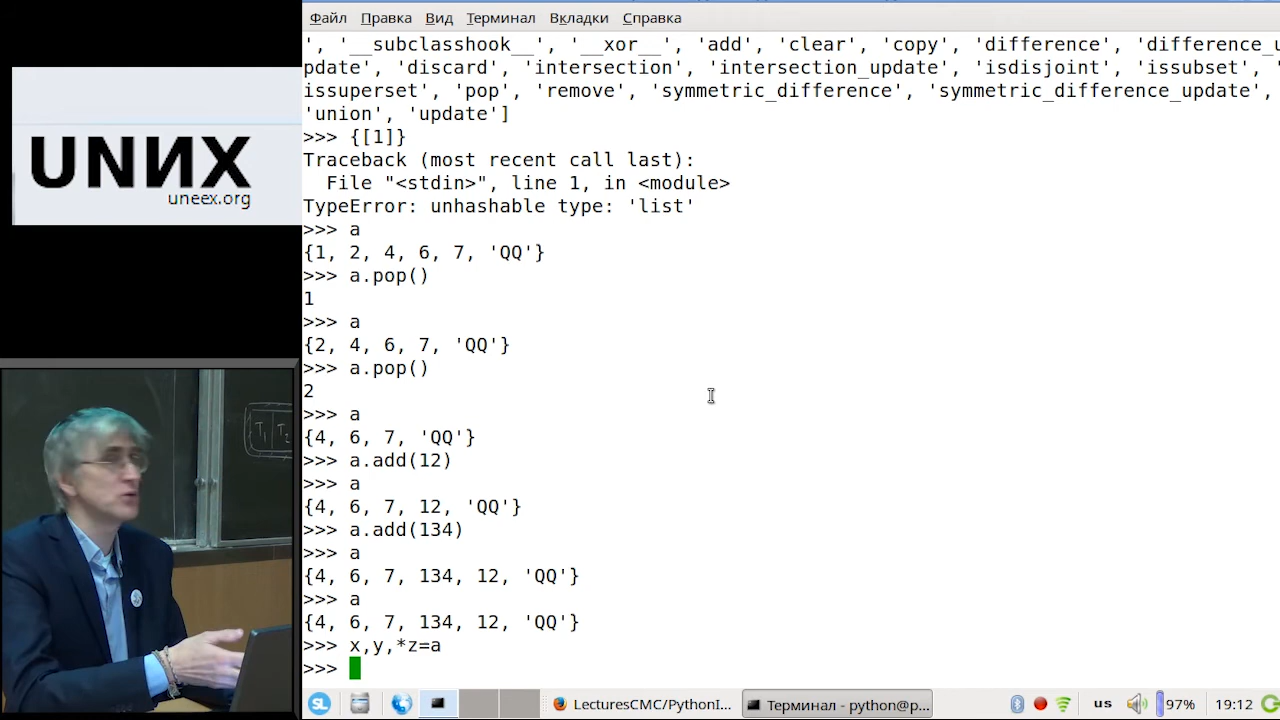 Файл Правка Вид Терминал Вкладки Справка
', '__subclasshook__', '__xor__', 'add', 'clear', 'copy', 'difference', 'difference_u
pdate', 'discard', 'intersection', 'intersection_update', 'isdisjoint', 'issubset', '
issuperset', 'pop', 'remove', 'symmetric_difference', 'symmetric_difference_update',
'union', 'update']
>>> {[1]}
Traceback (most recent call last):
  File "<stdin>", line 1, in <module>
TypeError: unhashable type: 'list'
>>> a
{1, 2, 4, 6, 7, 'QQ'}
>>> a.pop()
1
>>> a
{2, 4, 6, 7, 'QQ'}
>>> a.pop()
2
>>> a
{4, 6, 7, 'QQ'}
>>> a.add(12)
>>> a
{4, 6, 7, 12, 'QQ'}
>>> a.add(134)
>>> a
{4, 6, 7, 134, 12, 'QQ'}
>>> a
{4, 6, 7, 134, 12, 'QQ'}
>>> x,y,*z=a
>>>
UNИX
uneex.org
T1 T2
SL
LecturesCMC/PythonI...
Терминал - python@p...
us
97%
19:12